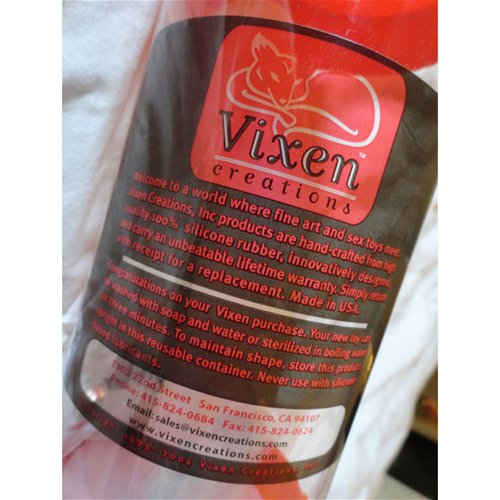 Vixen™
creations
welcome to a world where fine art and sex toys meet.
Vixen Creations, Inc products are hand-crafted from high
quality 100% silicone rubber, innovatively designed,
and carry an unbeatable lifetime warranty. Simply return
with receipt for a replacement. Made in USA.
Congratulations on your Vixen purchase. Your new toy can
be washed with soap and water or sterilized in boiling water
for three minutes. To maintain shape, store this product
upright in this reusable container. Never use with silicone
based lubricants.
1302 22nd Street San Francisco, CA 94107
Phone: 415-824-0684 Fax: 415-824-0624
Email: sales@vixencreations.com
www.vixencreations.com
1993-2004 Vixen Creations